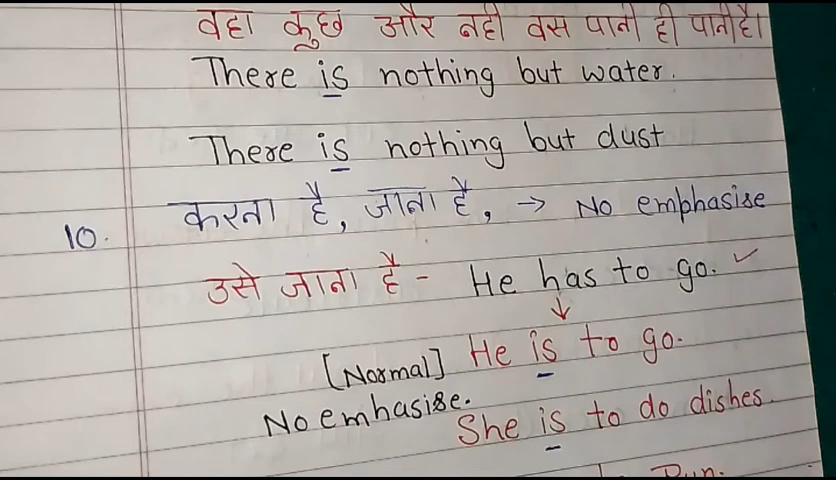 वहा कुछ और नही बस पानी ही पानी है।
There is nothing but water.
There is nothing but dust
10. करना है, जाना है, → No emphasise
उसे जाना है - He has to go. ✓
↓
[Normal] He is to go.
No emhasise.
She is to do dishes.
Run.